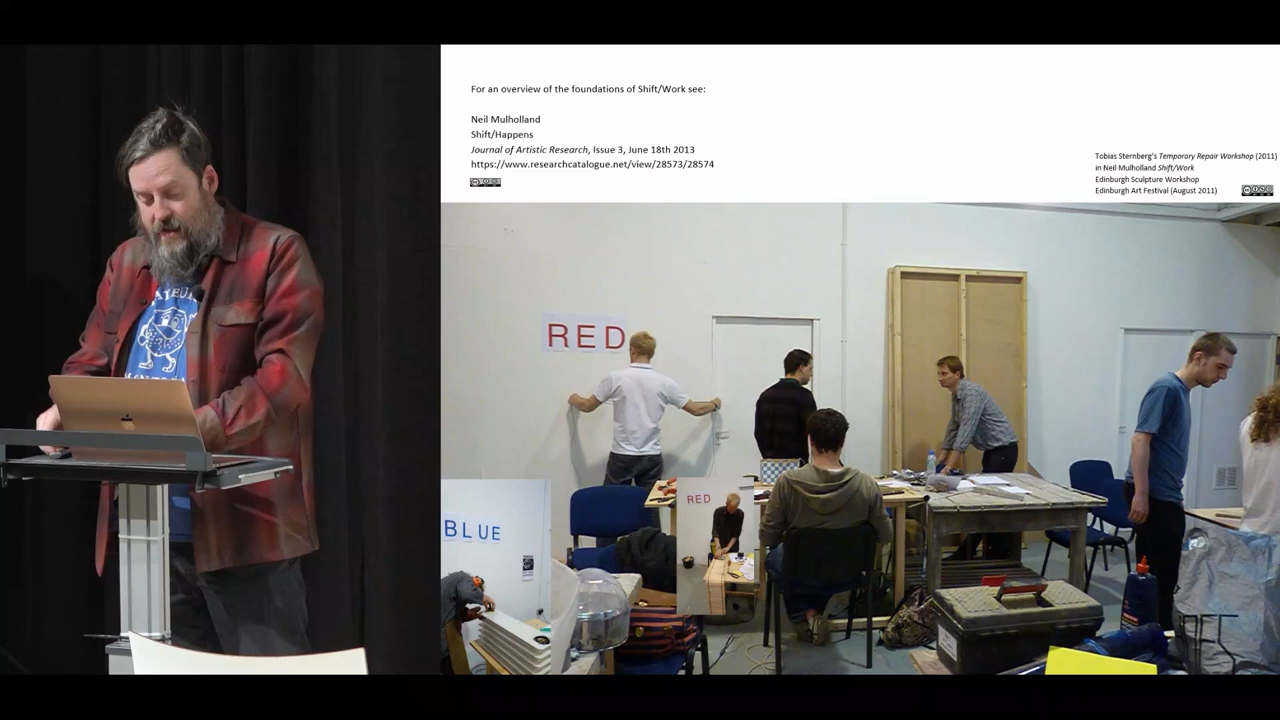 For an overview of the foundations of Shift/Work see:
Neil Mulholland
Shift/Happens
Journal of Artistic Research, Issue 3, June 18th 2013
https://www.researchcatalogue.net/view/28573/28574
Tobias Sternberg's Temporary Repair Workshop (2011)
in Neil Mulholland Shift/Work
Edinburgh Sculpture Workshop
Edinburgh Art Festival (August 2011)
RED
RED
BLUE